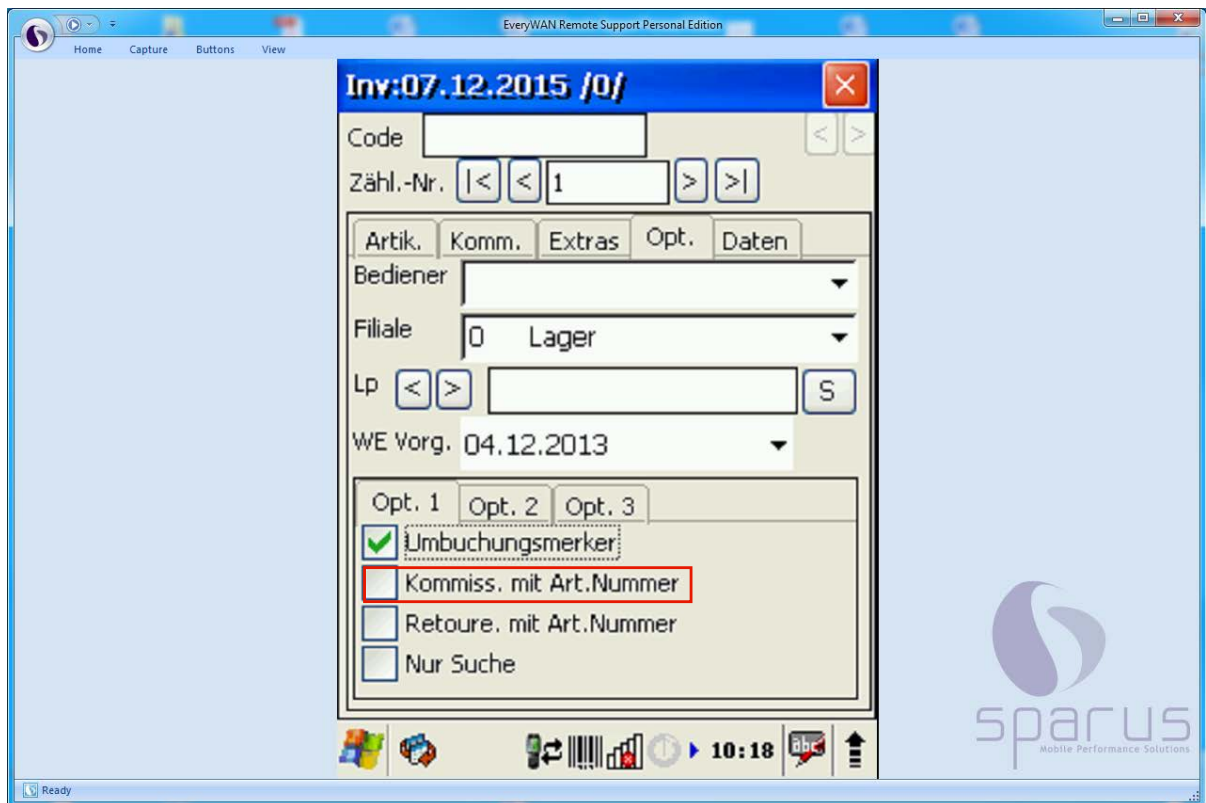 EveryWAN Remote Support Personal Edition
Home Capture Buttons View
Inv:07.12.2015 /0/
Code < >
Zähl.-Nr. |< < 1 > >|
Artik. Komm. Extras Opt. Daten
Bediener
Filiale 0 Lager
Lp < > S
WE Vorg. 04.12.2013
Opt. 1 Opt. 2 Opt. 3
Umbuchungsmerker
Kommiss. mit Art.Nummer
Retoure. mit Art.Nummer
Nur Suche
sparus
Mobile Performance Solutions
10:18 abc
Ready